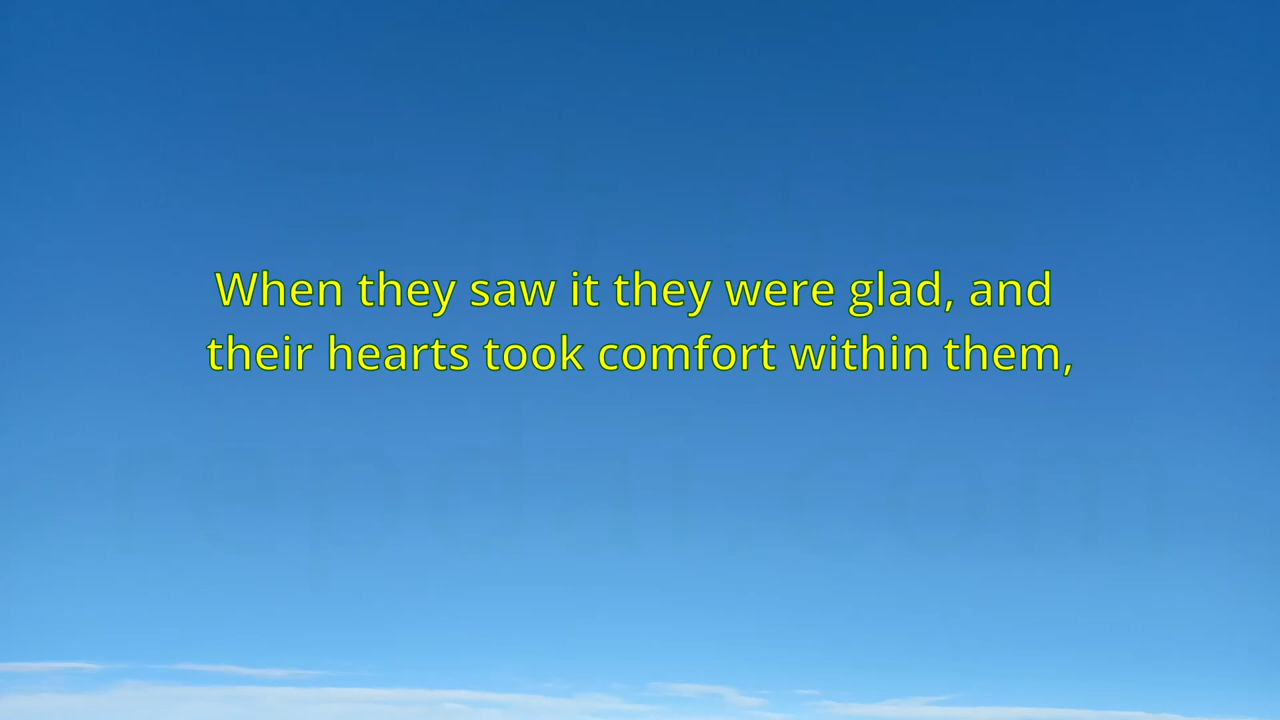 When they saw it they were glad, and
their hearts took comfort within them,